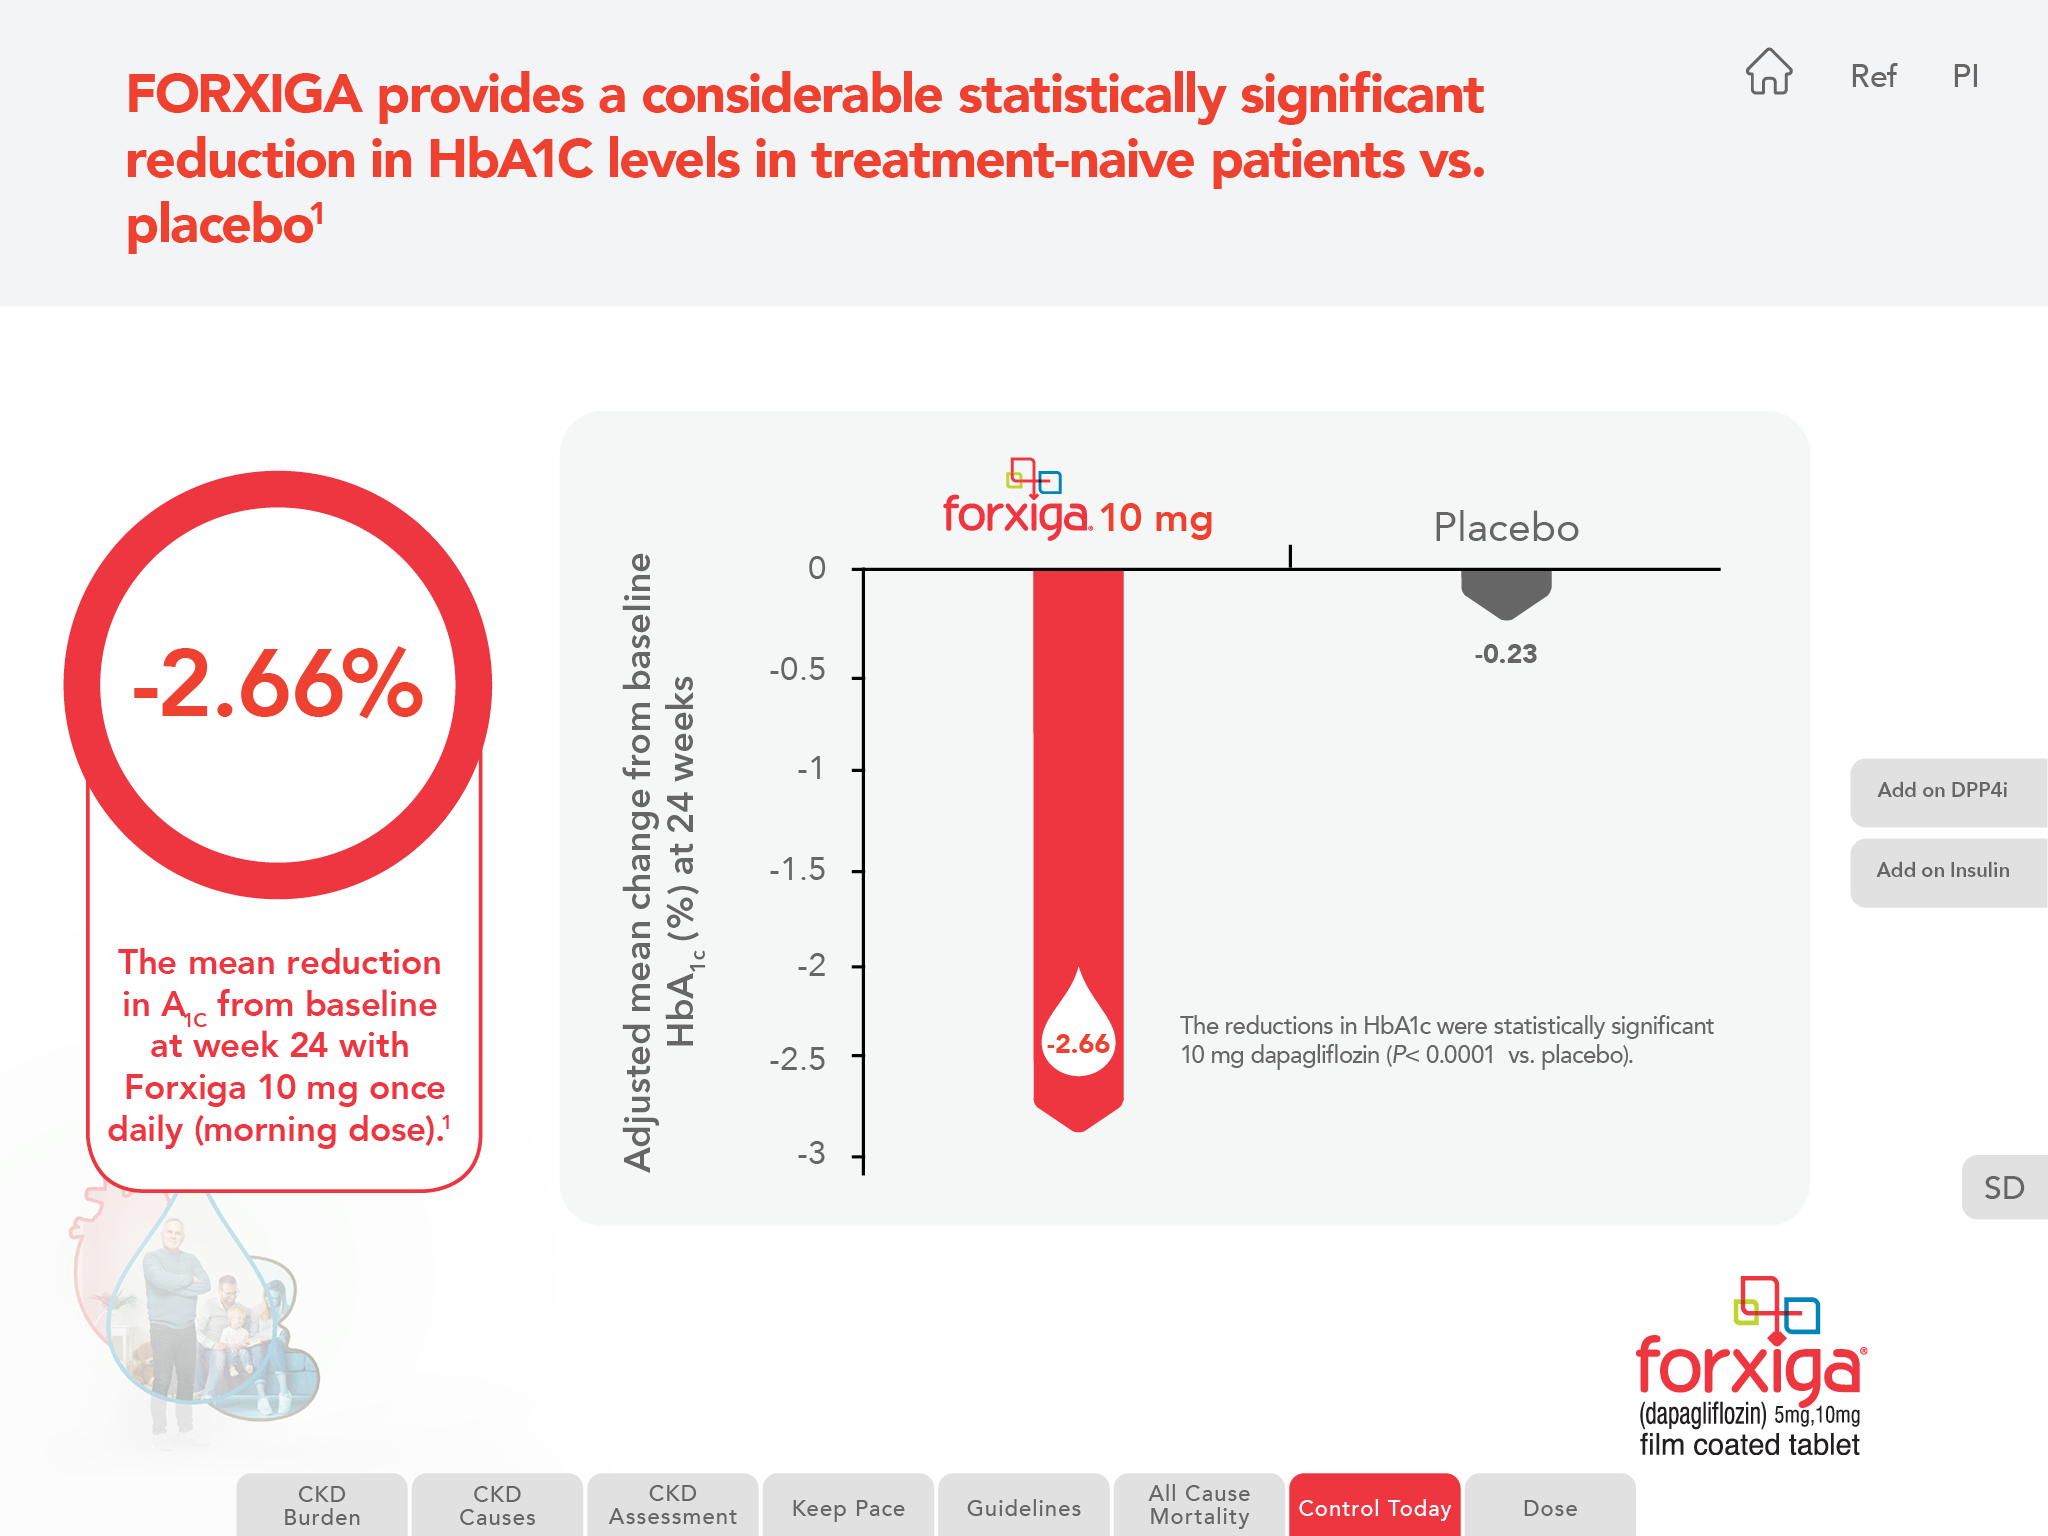 FORXIGA provides a considerable statistically significant
reduction in HbA1C levels in treatment-naive patients vs.
placebo1
Ref
PI
-2.66%
The mean reduction
in A1C from baseline
at week 24 with
Forxiga 10 mg once
daily (morning dose).1
Adjusted mean change from baseline
HbA1c (%) at 24 weeks
forxiga® 10 mg
Placebo
0
-0.5
-1
-1.5
-2
-2.5
-3
-2.66
-0.23
The reductions in HbA1c were statistically significant
10 mg dapagliflozin (P< 0.0001 vs. placebo).
Add on DPP4i
Add on Insulin
SD
forxiga®
(dapagliflozin) 5mg,10mg
film coated tablet
CKD
Burden
CKD
Causes
CKD
Assessment
Keep Pace
Guidelines
All Cause
Mortality
Control Today
Dose